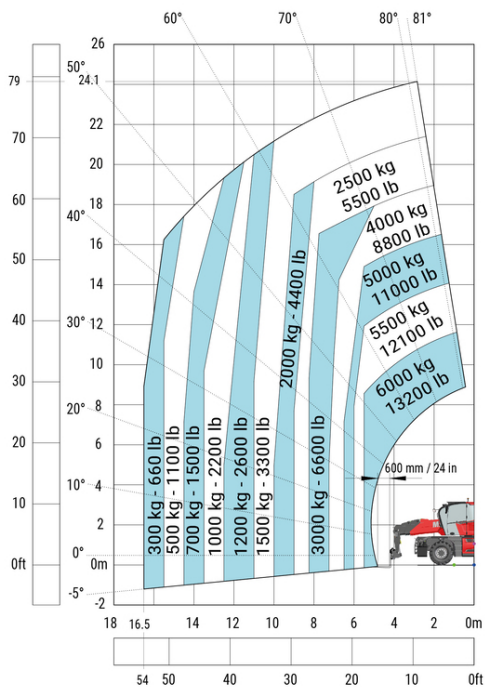 60°
70°
80°
81°
26
50°
79
24.1
22
70
20
2500 kg
5500 lb
60
18
40°
4000 kg
8800 lb
16
50
5000 kg
11000 lb
14
2000 kg - 4400 lb
40
30°
12
5500 kg
12100 lb
10
6000 kg
13200 lb
30
20°
8
300 kg - 660 lb
500 kg - 1100 lb
700 kg - 1500 lb
1000 kg - 2200 lb
1200 kg - 2600 lb
1500 kg - 3300 lb
3000 kg - 6600 lb
20
6
600 mm / 24 in
10°
4
10
2
0°
0ft
0m
-5°
-2
18
16.5
14
12
10
8
6
4
2
0m
54
50
40
30
20
10
0ft